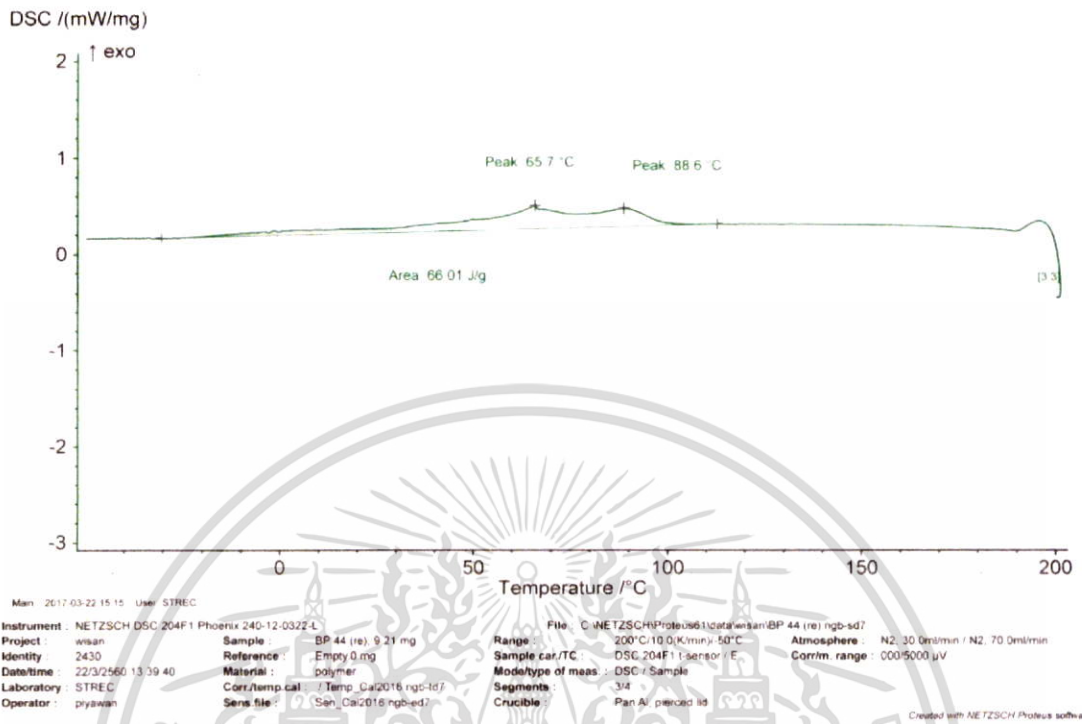 DSC /(mW/mg)
↑ exo
2
1
0
-1
-2
-3
Peak 65.7 °C
Peak 88.6 °C
Area 66.01 J/g
[3.3]
0 50 100 150 200
Temperature /°C
Main 2017-03-22 15:15 User STREC
Instrument : NETZSCH DSC 204F1 Phoenix 240-12-0322-L
File : C:\NETZSCH\Proteus61\data\wisan\BP 44 (re).ngb-sd7
Project : wisan Sample : BP 44 (re), 9.21 mg Range : 200°C/10.0(K/min)/-50°C Atmosphere : N2, 30.0ml/min / N2, 70.0ml/min
Identity : 2430 Reference : Empty,0 mg Sample car./TC : DSC 204F1 t-sensor / E Corr/m. range : 000/5000 µV
Date/time : 22/3/2560 13:39:40 Material : polymer Mode/type of meas. : DSC / Sample
Laboratory : STREC Corr./temp.cal : / Temp_Cal2016.ngb-td7 Segments : 3/4
Operator : piyawan Sens.file : Sen_Cal2016.ngb-ed7 Crucible : Pan Al, pierced lid
Created with NETZSCH Proteus